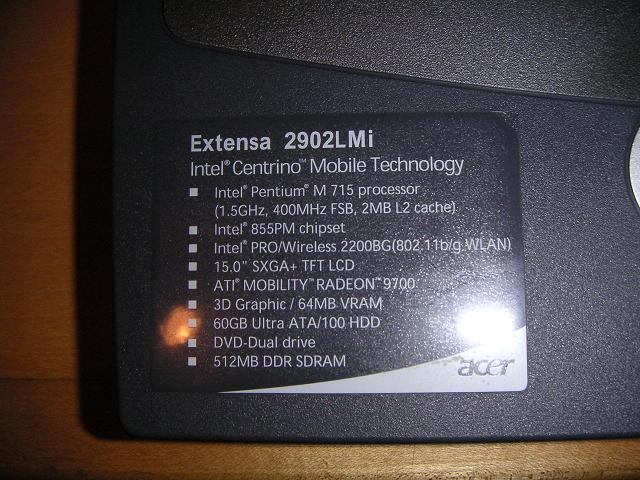 Extensa 2902LMi
Intel® Centrino™ Mobile Technology
Intel® Pentium® M 715 processor
(1.5GHz, 400MHz FSB, 2MB L2 cache)
Intel® 855PM chipset
Intel® PRO/Wireless 2200BG(802.11b/g WLAN)
15.0" SXGA+ TFT LCD
ATI® MOBILITY™ RADEON™ 9700
3D Graphic / 64MB VRAM
60GB Ultra ATA/100 HDD
DVD-Dual drive
512MB DDR SDRAM
acer